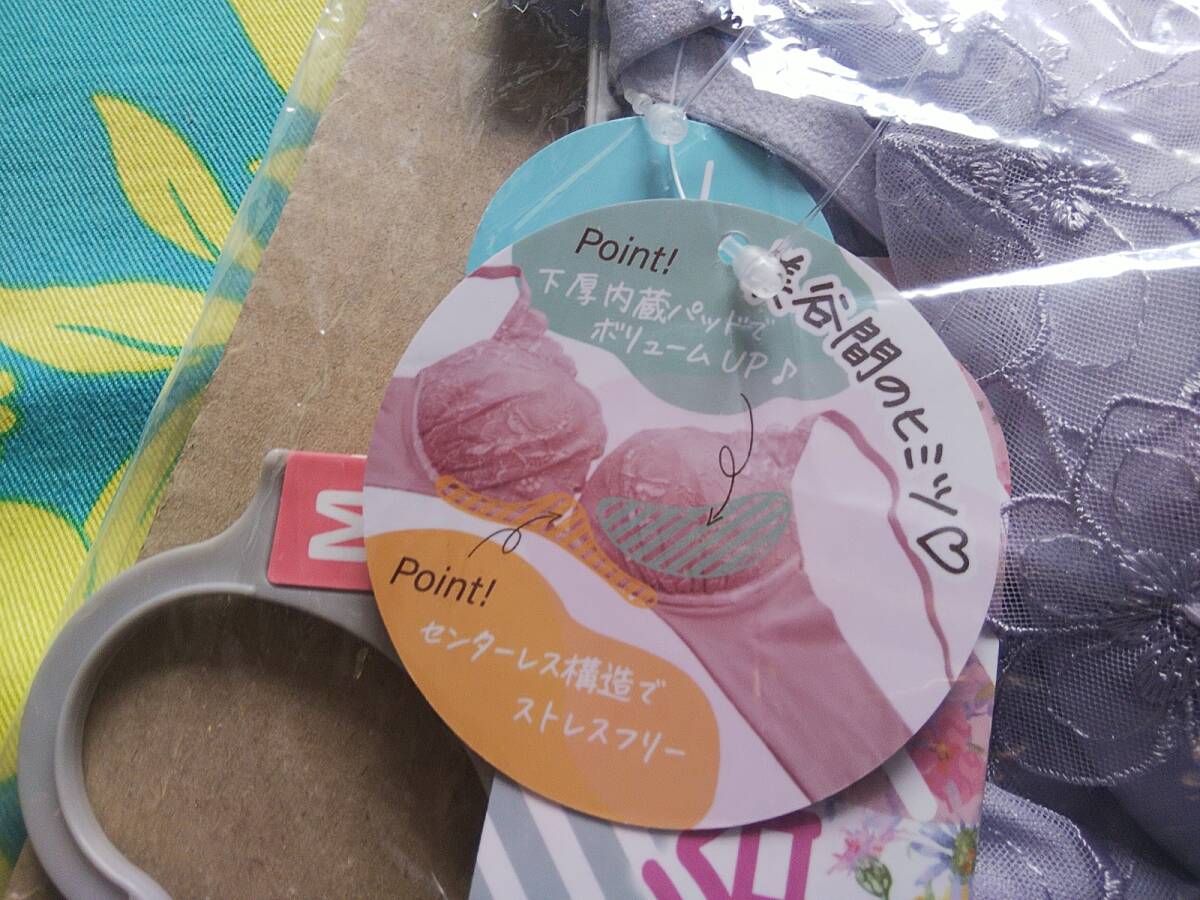 Point!
下厚内蔵パッドで
ボリュームUP♪
谷間のヒミツ♡
M
Point!
センターレス構造で
ストレスフリー